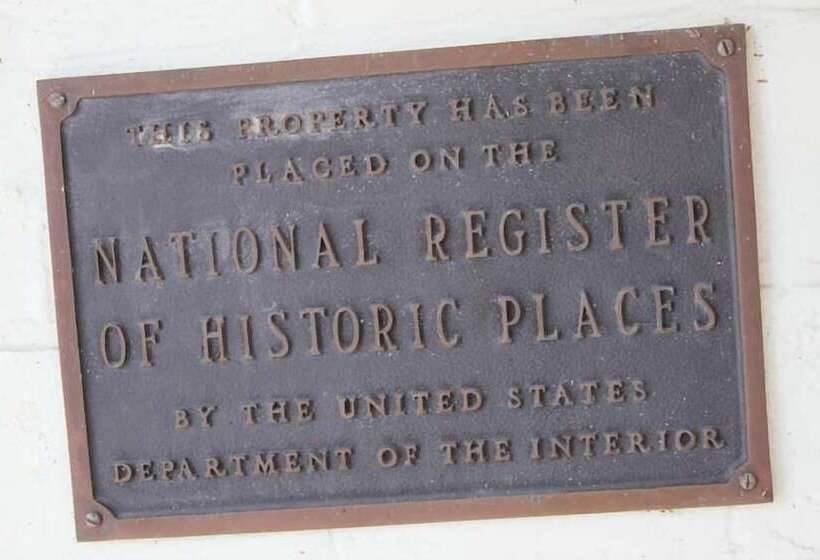 THIS PROPERTY HAS BEEN
PLACED ON THE
NATIONAL REGISTER
OF HISTORIC PLACES
BY THE UNITED STATES
DEPARTMENT OF THE INTERIOR